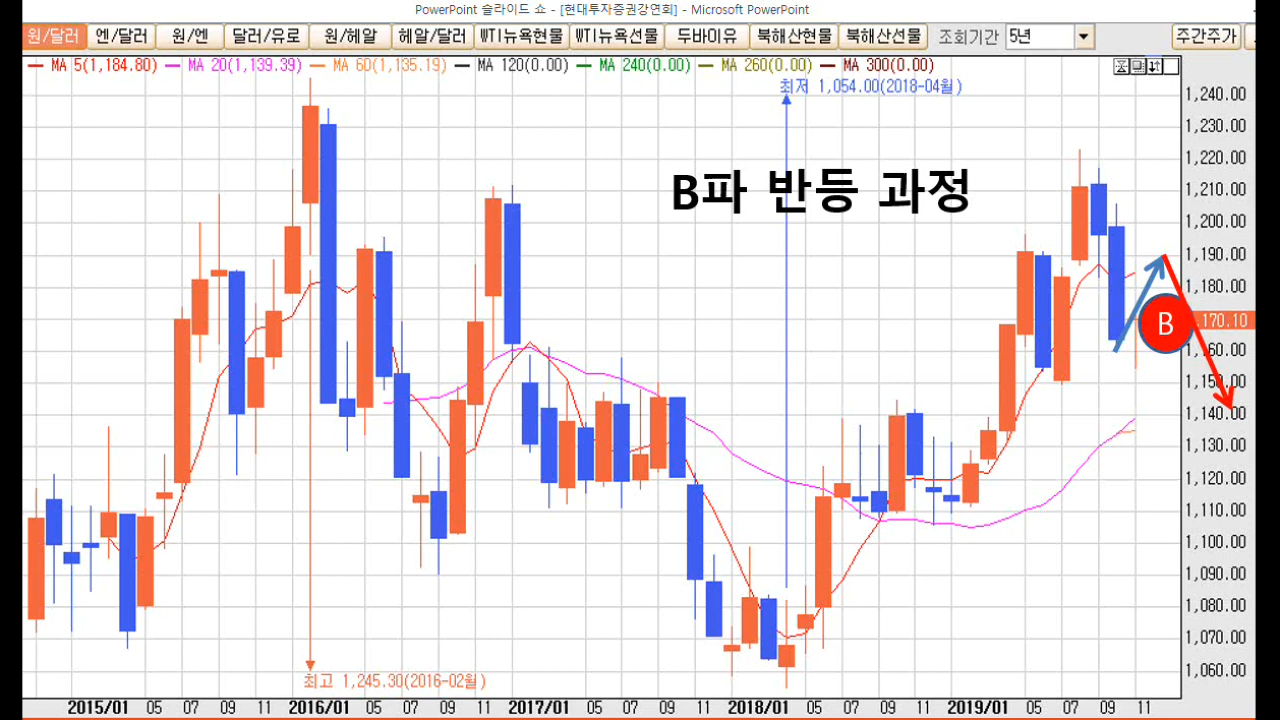 PowerPoint 슬라이드 쇼 - [현대투자증권강연회] - Microsoft PowerPoint
원/달러 엔/달러 원/엔 달러/유로 원/헤알 헤알/달러 WTI뉴욕현물 WTI뉴욕선물 두바이유 북해산현물 북해산선물 조회기간 5년 주간주가
MA 5(1,184.80) MA 20(1,139.39) MA 60(1,135.19) MA 120(0.00) MA 240(0.00) MA 260(0.00) MA 300(0.00)
최저 1,054.00(2018-04월)
1,240.00
1,230.00
1,220.00
1,210.00
B파 반등 과정
1,200.00
1,190.00
1,180.00
B
170.10
1,160.00
1,150.00
1,140.00
1,130.00
1,120.00
1,110.00
1,100.00
1,090.00
1,080.00
1,070.00
1,060.00
최고 1,245.30(2016-02월)
2015/01 05 07 09 11 2016/01 05 07 09 11 2017/01 05 07 09 11 2018/01 05 07 09 11 2019/01 05 07 09 11